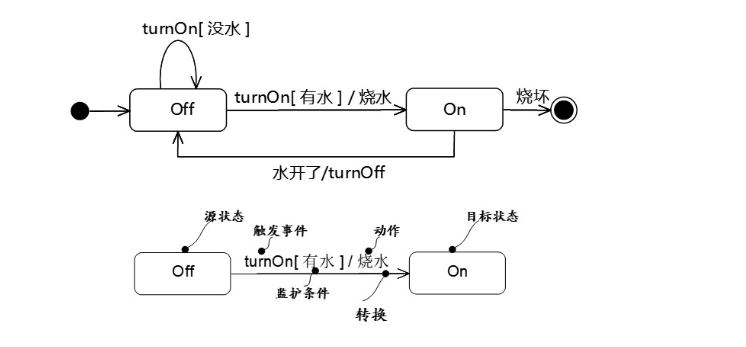 turnOn[ 没水 ]
Off
turnOn[ 有水 ] / 烧水
On
烧坏
水开了/turnOff
源状态
触发事件
动作
目标状态
Off
turnOn[ 有水 ] / 烧水
On
监护条件
转换